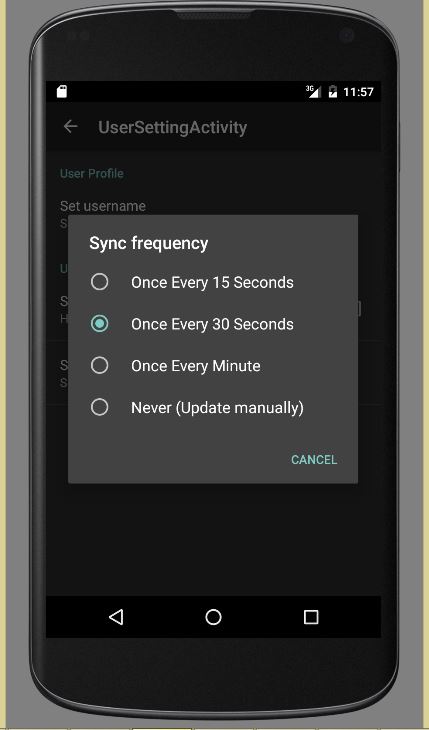 3G 11:57
UserSettingActivity
User Profile
Set username
S
U
Sync frequency
S
H
Once Every 15 Seconds
Once Every 30 Seconds
Once Every Minute
S
S
Never (Update manually)
CANCEL